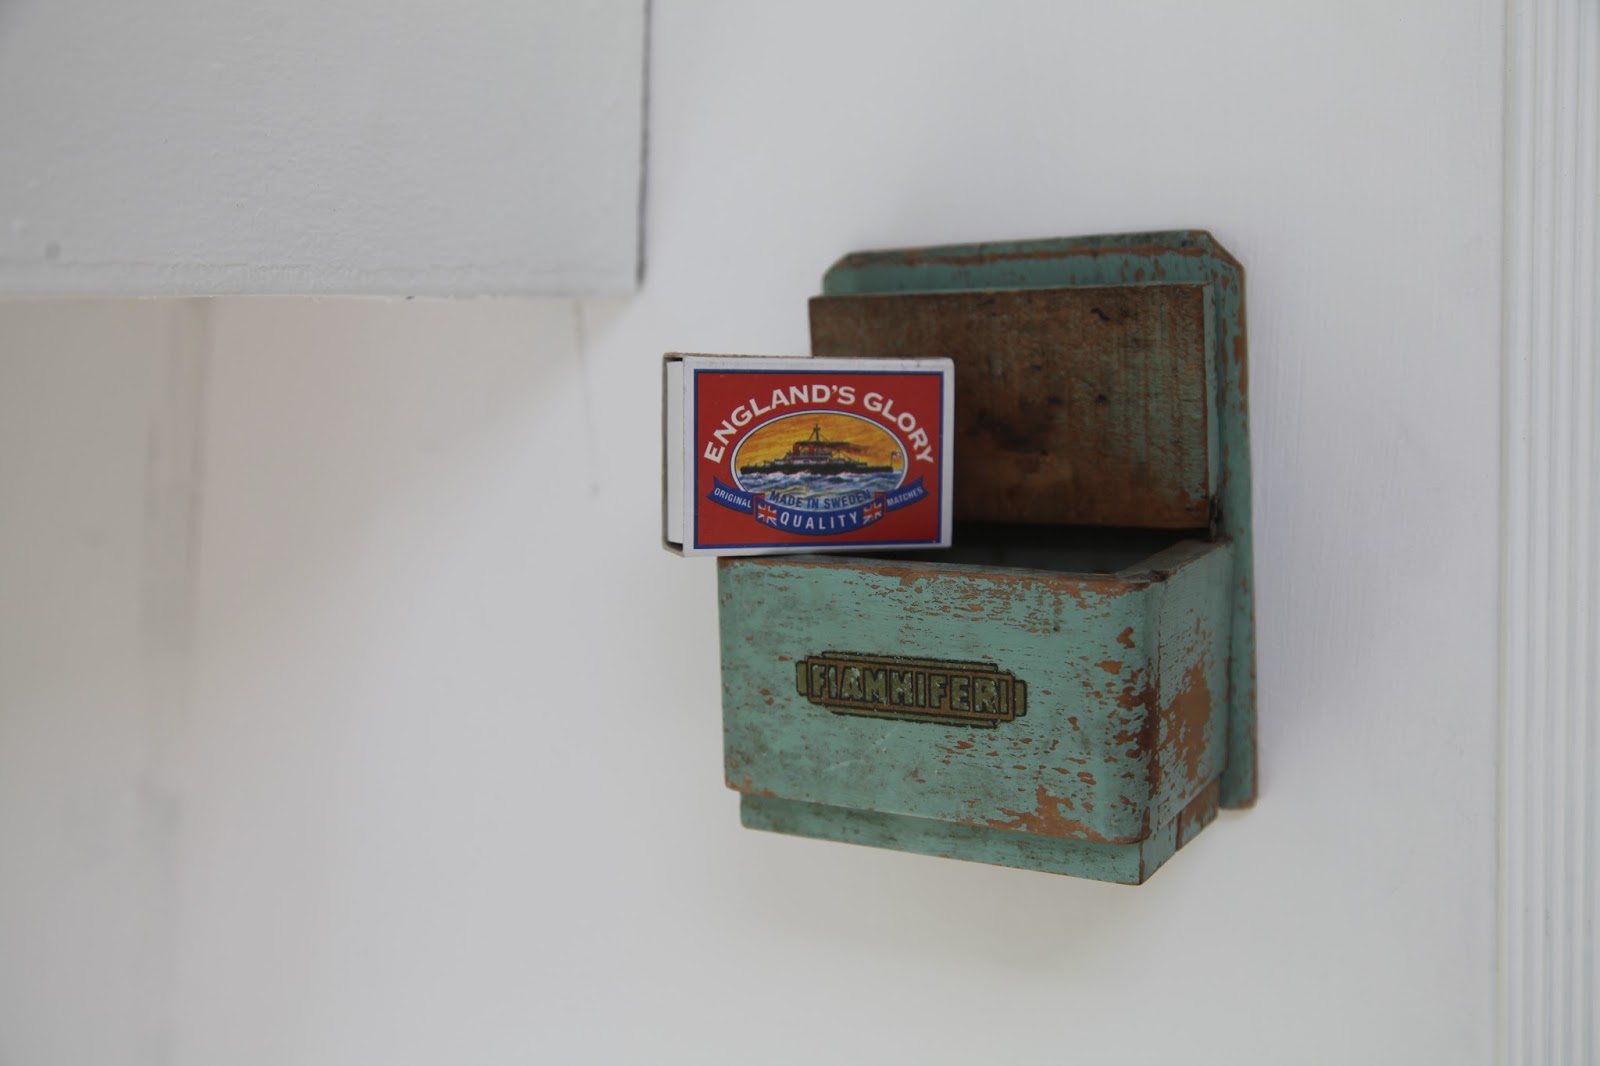 ENGLAND'S GLORY
ORIGINAL
MADE IN SWEDEN
MATCHES
QUALITY
FIAMMIFERI